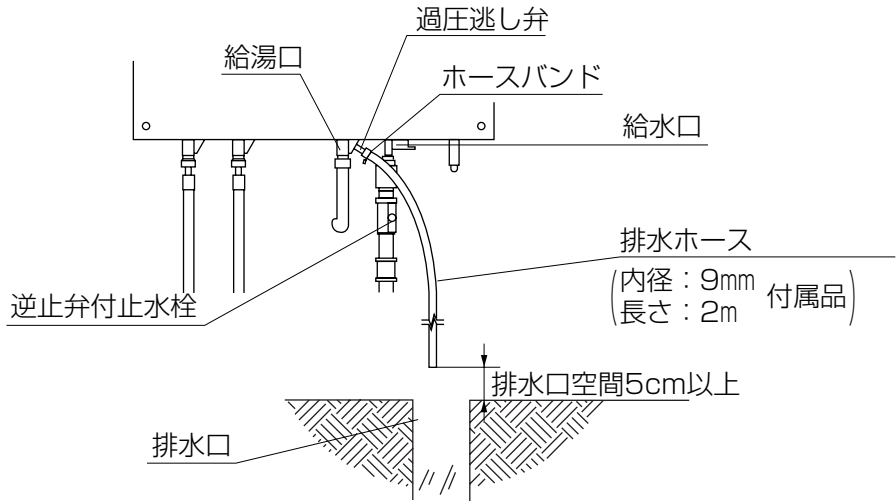 過圧逃し弁
給湯口
ホースバンド
給水口
排水ホース
(内径：9mm
長さ：2m 付属品)
逆止弁付止水栓
排水口空間5cm以上
排水口